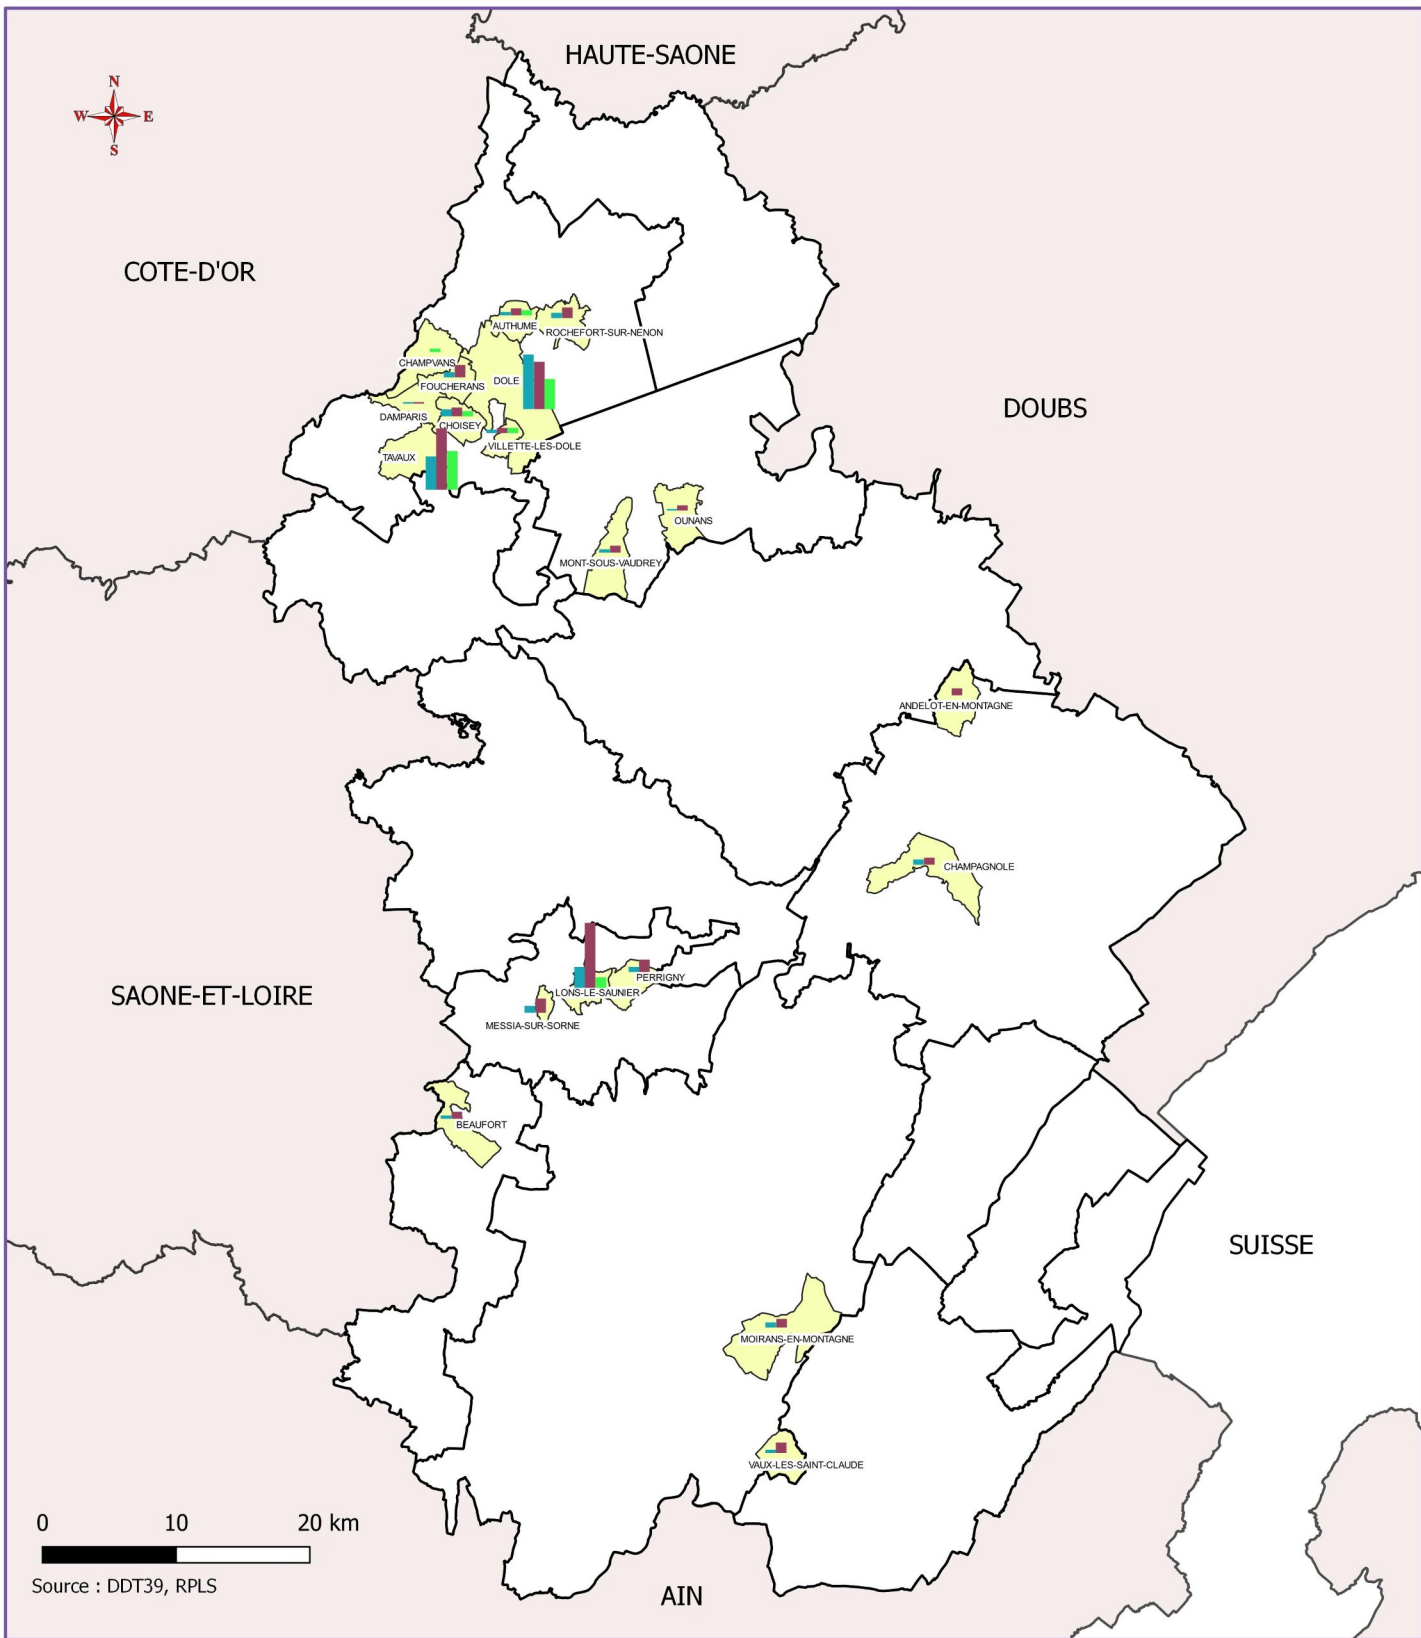 HAUTE-SAONE
N
W
E
S
COTE-D'OR
AUTHUME
ROCHEFORT-SUR-NENON
CHAMPVANS
FOUCHERANS
DOLE
DAMPARIS
CHOISEY
DOUBS
VILLETTE-LES-DOLE
TAVAUX
OUNANS
MONT-SOUS-VAUDREY
ANDELOT-EN-MONTAGNE
CHAMPAGNOLE
PERRIGNY
LONS-LE-SAUNIER
SAONE-ET-LOIRE
MESSIA-SUR-SORNE
BEAUFORT
SUISSE
MOIRANS-EN-MONTAGNE
VAUX-LES-SAINT-CLAUDE
0 10 20 km
Source : DDT39, RPLS
AIN